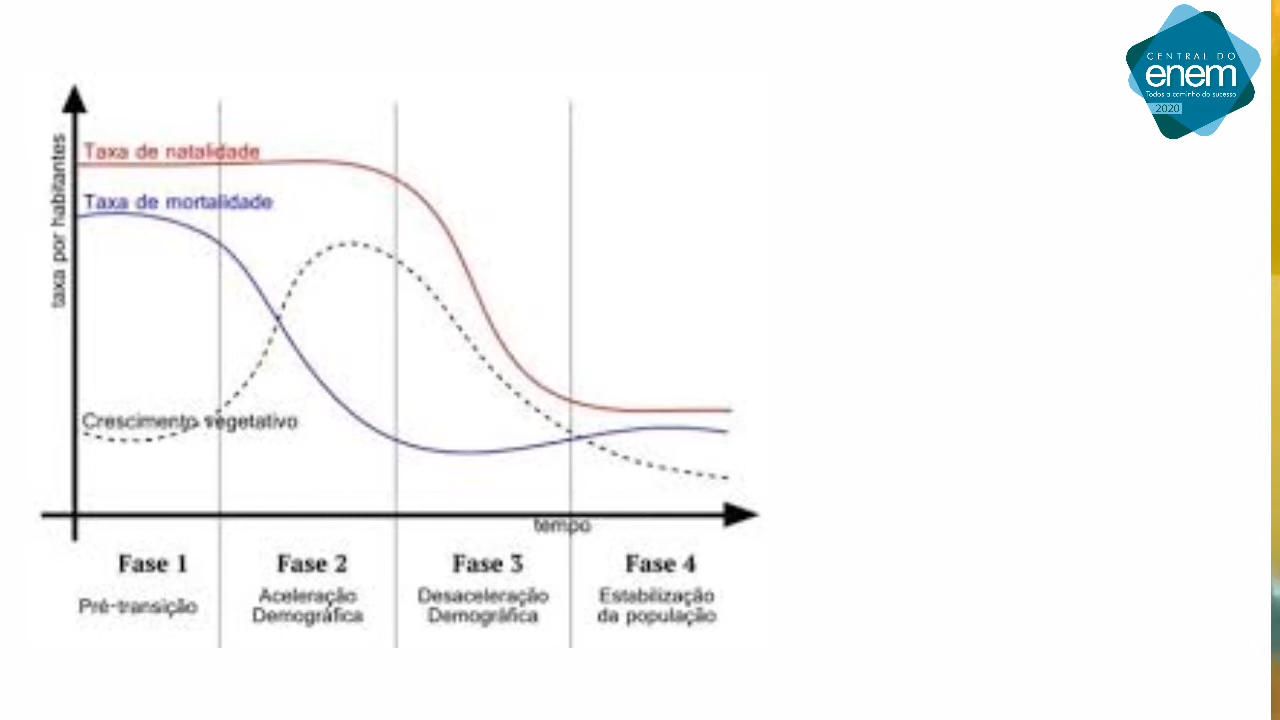 CENTRAL DO
enem
Todos a caminho do sucesso
2020
taxa por habitantes
Taxa de natalidade
Taxa de mortalidade
Crescimento vegetativo
tempo
Fase 1
Pré-transição
Fase 2
Aceleração
Demográfica
Fase 3
Desaceleração
Demográfica
Fase 4
Estabilização
da população